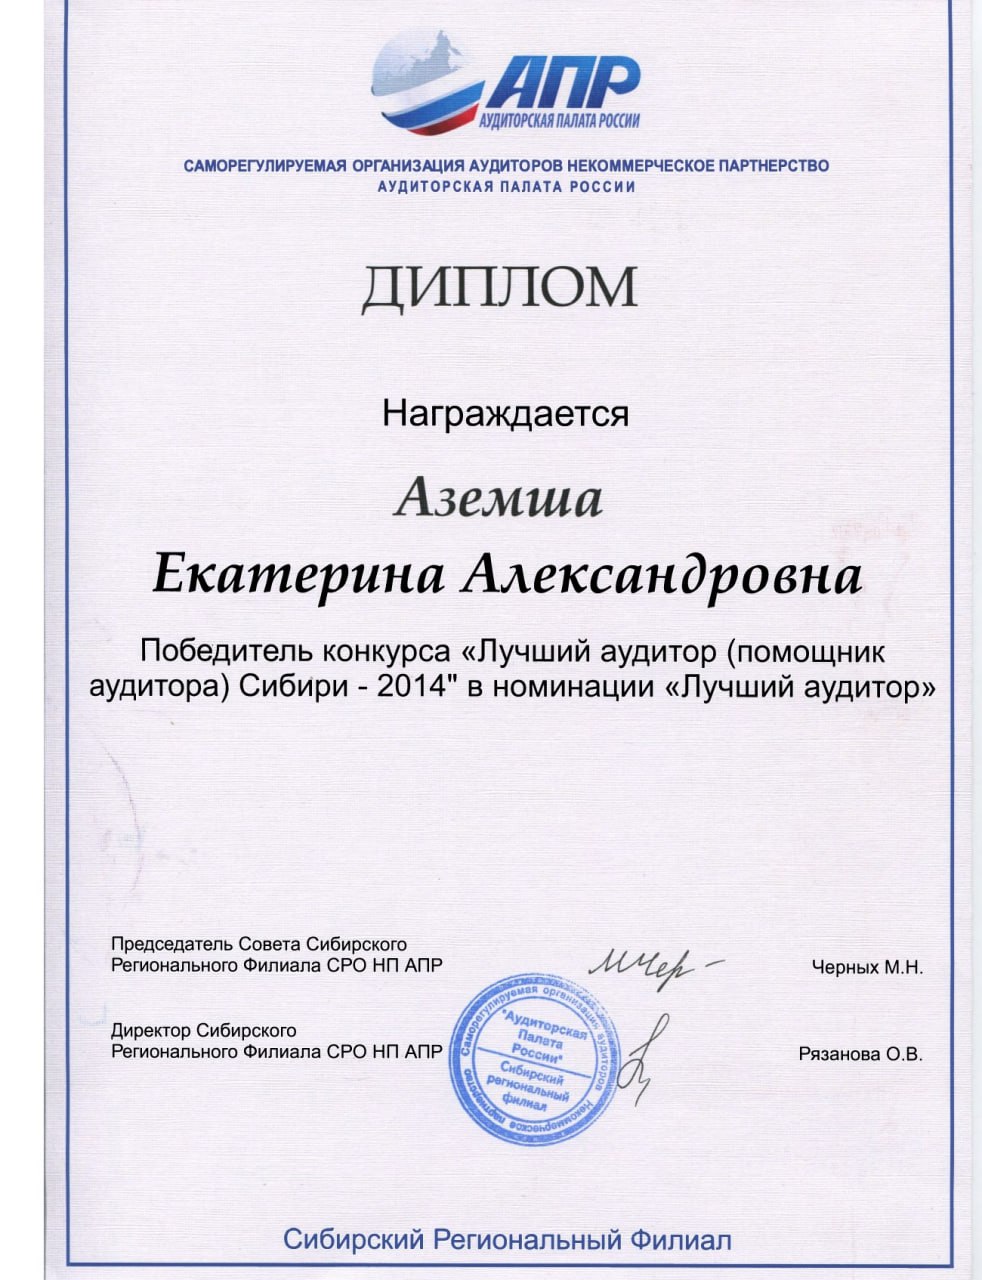 АПР
АУДИТОРСКАЯ ПАЛАТА РОССИИ
САМОРЕГУЛИРУЕМАЯ ОРГАНИЗАЦИЯ АУДИТОРОВ НЕКОММЕРЧЕСКОЕ ПАРТНЕРСТВО
АУДИТОРСКАЯ ПАЛАТА РОССИИ
ДИПЛОМ
Награждается
Аземша
Екатерина Александровна
Победитель конкурса «Лучший аудитор (помощник
аудитора) Сибири - 2014" в номинации «Лучший аудитор»
Председатель Совета Сибирского
Регионального Филиала СРО НП АПР
МЧер
Черных М.Н.
Директор Сибирского
Регионального Филиала СРО НП АПР
Рязанова О.В.
Саморегулируемая организация аудиторов
Некоммерческое партнерство
"Аудиторская
Палата
России"
Сибирский
региональный
филиал
Сибирский Региональный Филиал